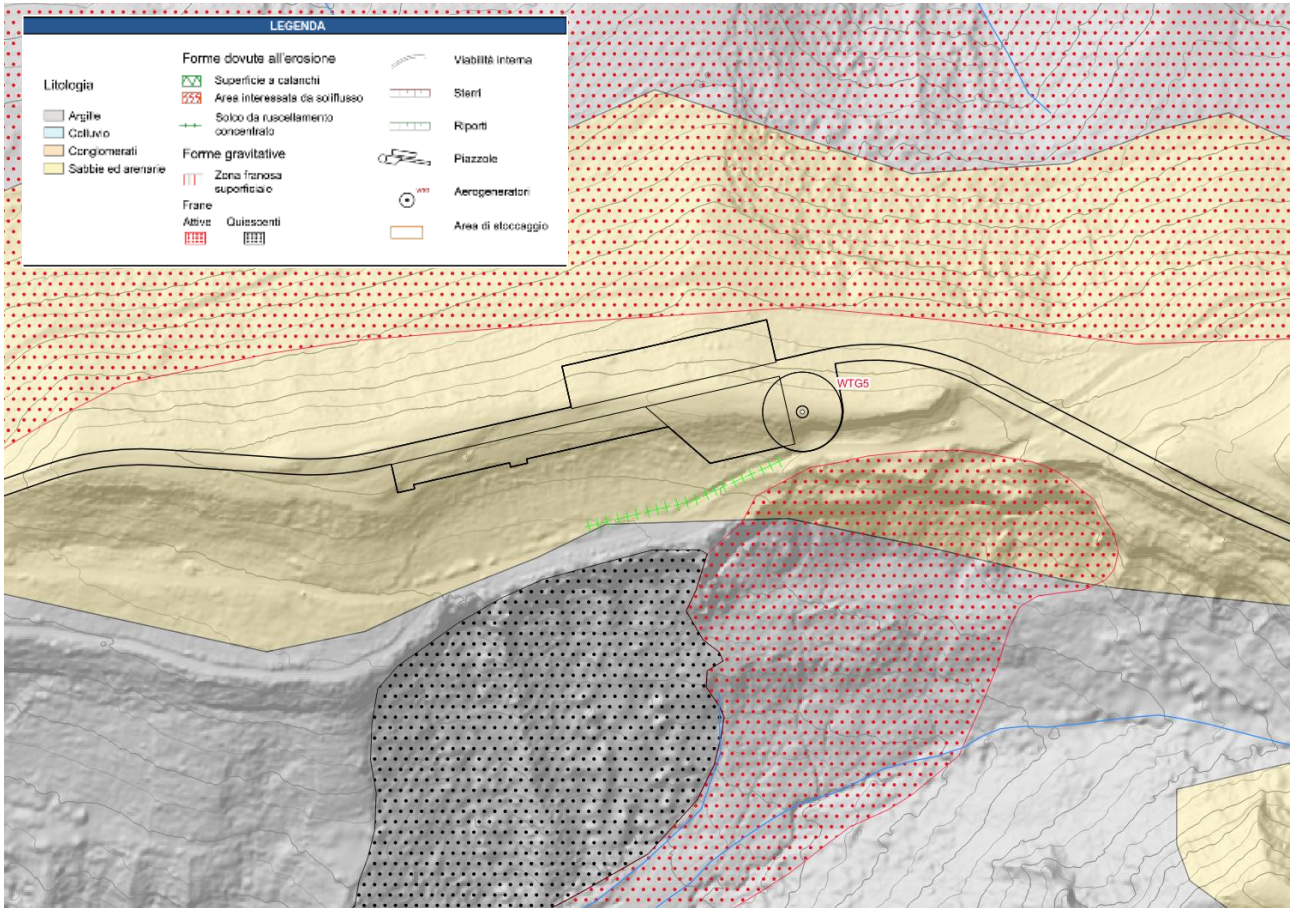 LEGENDA
Litologia
Argille
Colluvio
Conglomerati
Sabbie ed arenarie
Forme dovute all'erosione
Superficie a calanchi
Area interessata da soliflusso
Solco da ruscellamento
concentrato
Forme gravitative
Zona franosa
superficiale
Frane
Attive Quiescenti
Viabilità interna
Sterri
Riporti
Piazzole
Aerogeneratori
Area di stoccaggio
WTG5